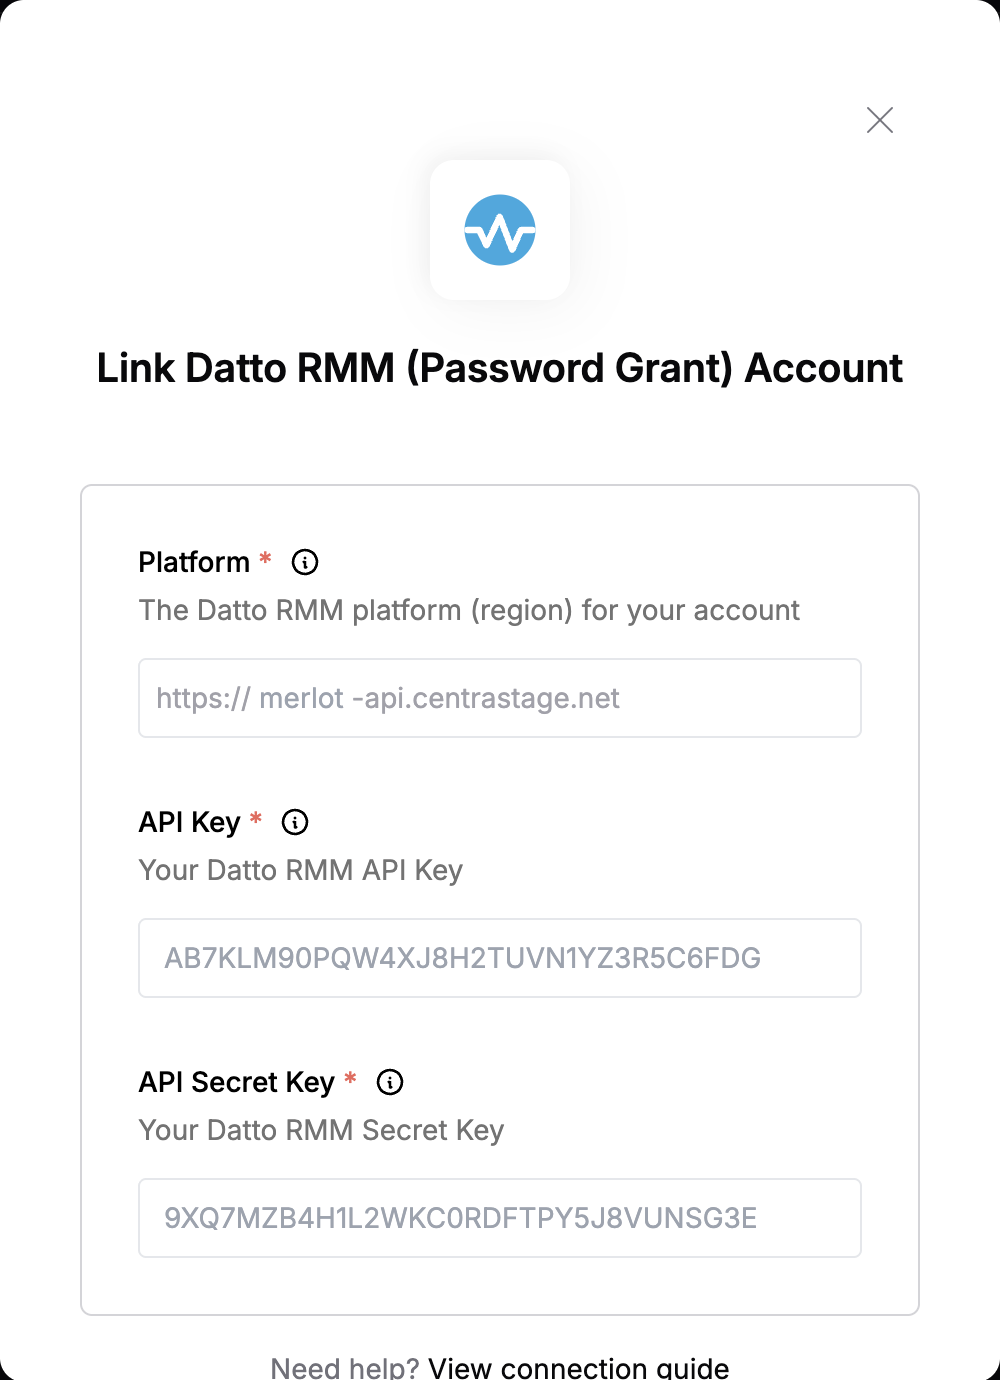 Link Datto RMM (Password Grant) Account
Platform *
The Datto RMM platform (region) for your account
https:// merlot -api.centrastage.net
API Key *
Your Datto RMM API Key
AB7KLM90PQW4XJ8H2TUVN1YZ3R5C6FDG
API Secret Key *
Your Datto RMM Secret Key
9XQ7MZB4H1L2WKC0RDFTPY5J8VUNSG3E
Need help? View connection guide